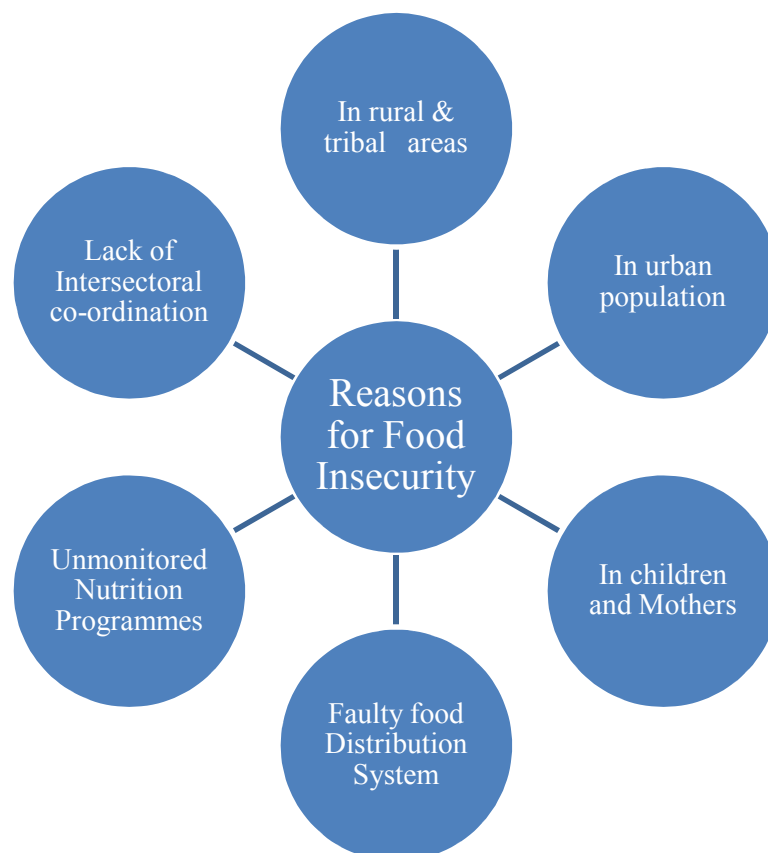 In rural &
tribal areas
Lack of
Intersectoral
co-ordination
In urban
population
Reasons
for Food
Insecurity
Unmonitored
Nutrition
Programmes
In children
and Mothers
Faulty food
Distribution
System